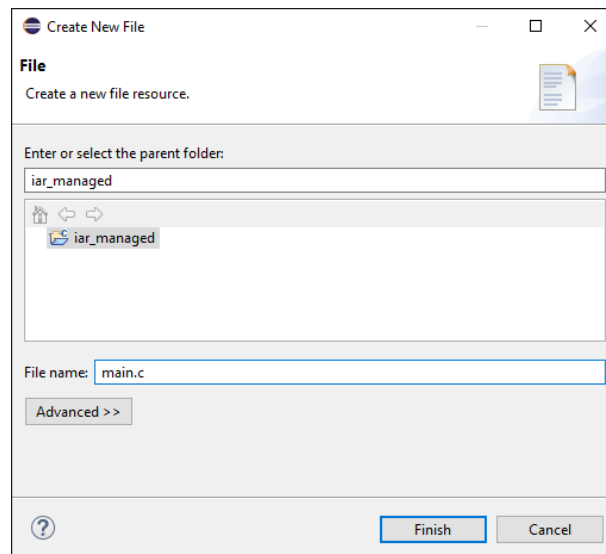 Create New File
File
Create a new file resource.
Enter or select the parent folder:
iar_managed
iar_managed
File name: main.c
Advanced >>
Finish Cancel